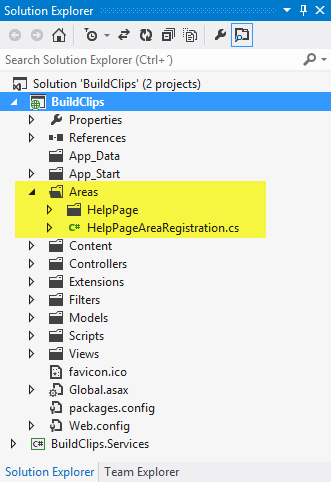 Solution Explorer
Search Solution Explorer (Ctrl+´)
Solution 'BuildClips' (2 projects)
BuildClips
Properties
References
App_Data
App_Start
Areas
HelpPage
C# HelpPageAreaRegistration.cs
Content
Controllers
Extensions
Filters
Models
Scripts
Views
favicon.ico
Global.asax
packages.config
Web.config
C# BuildClips.Services
Solution Explorer Team Explorer